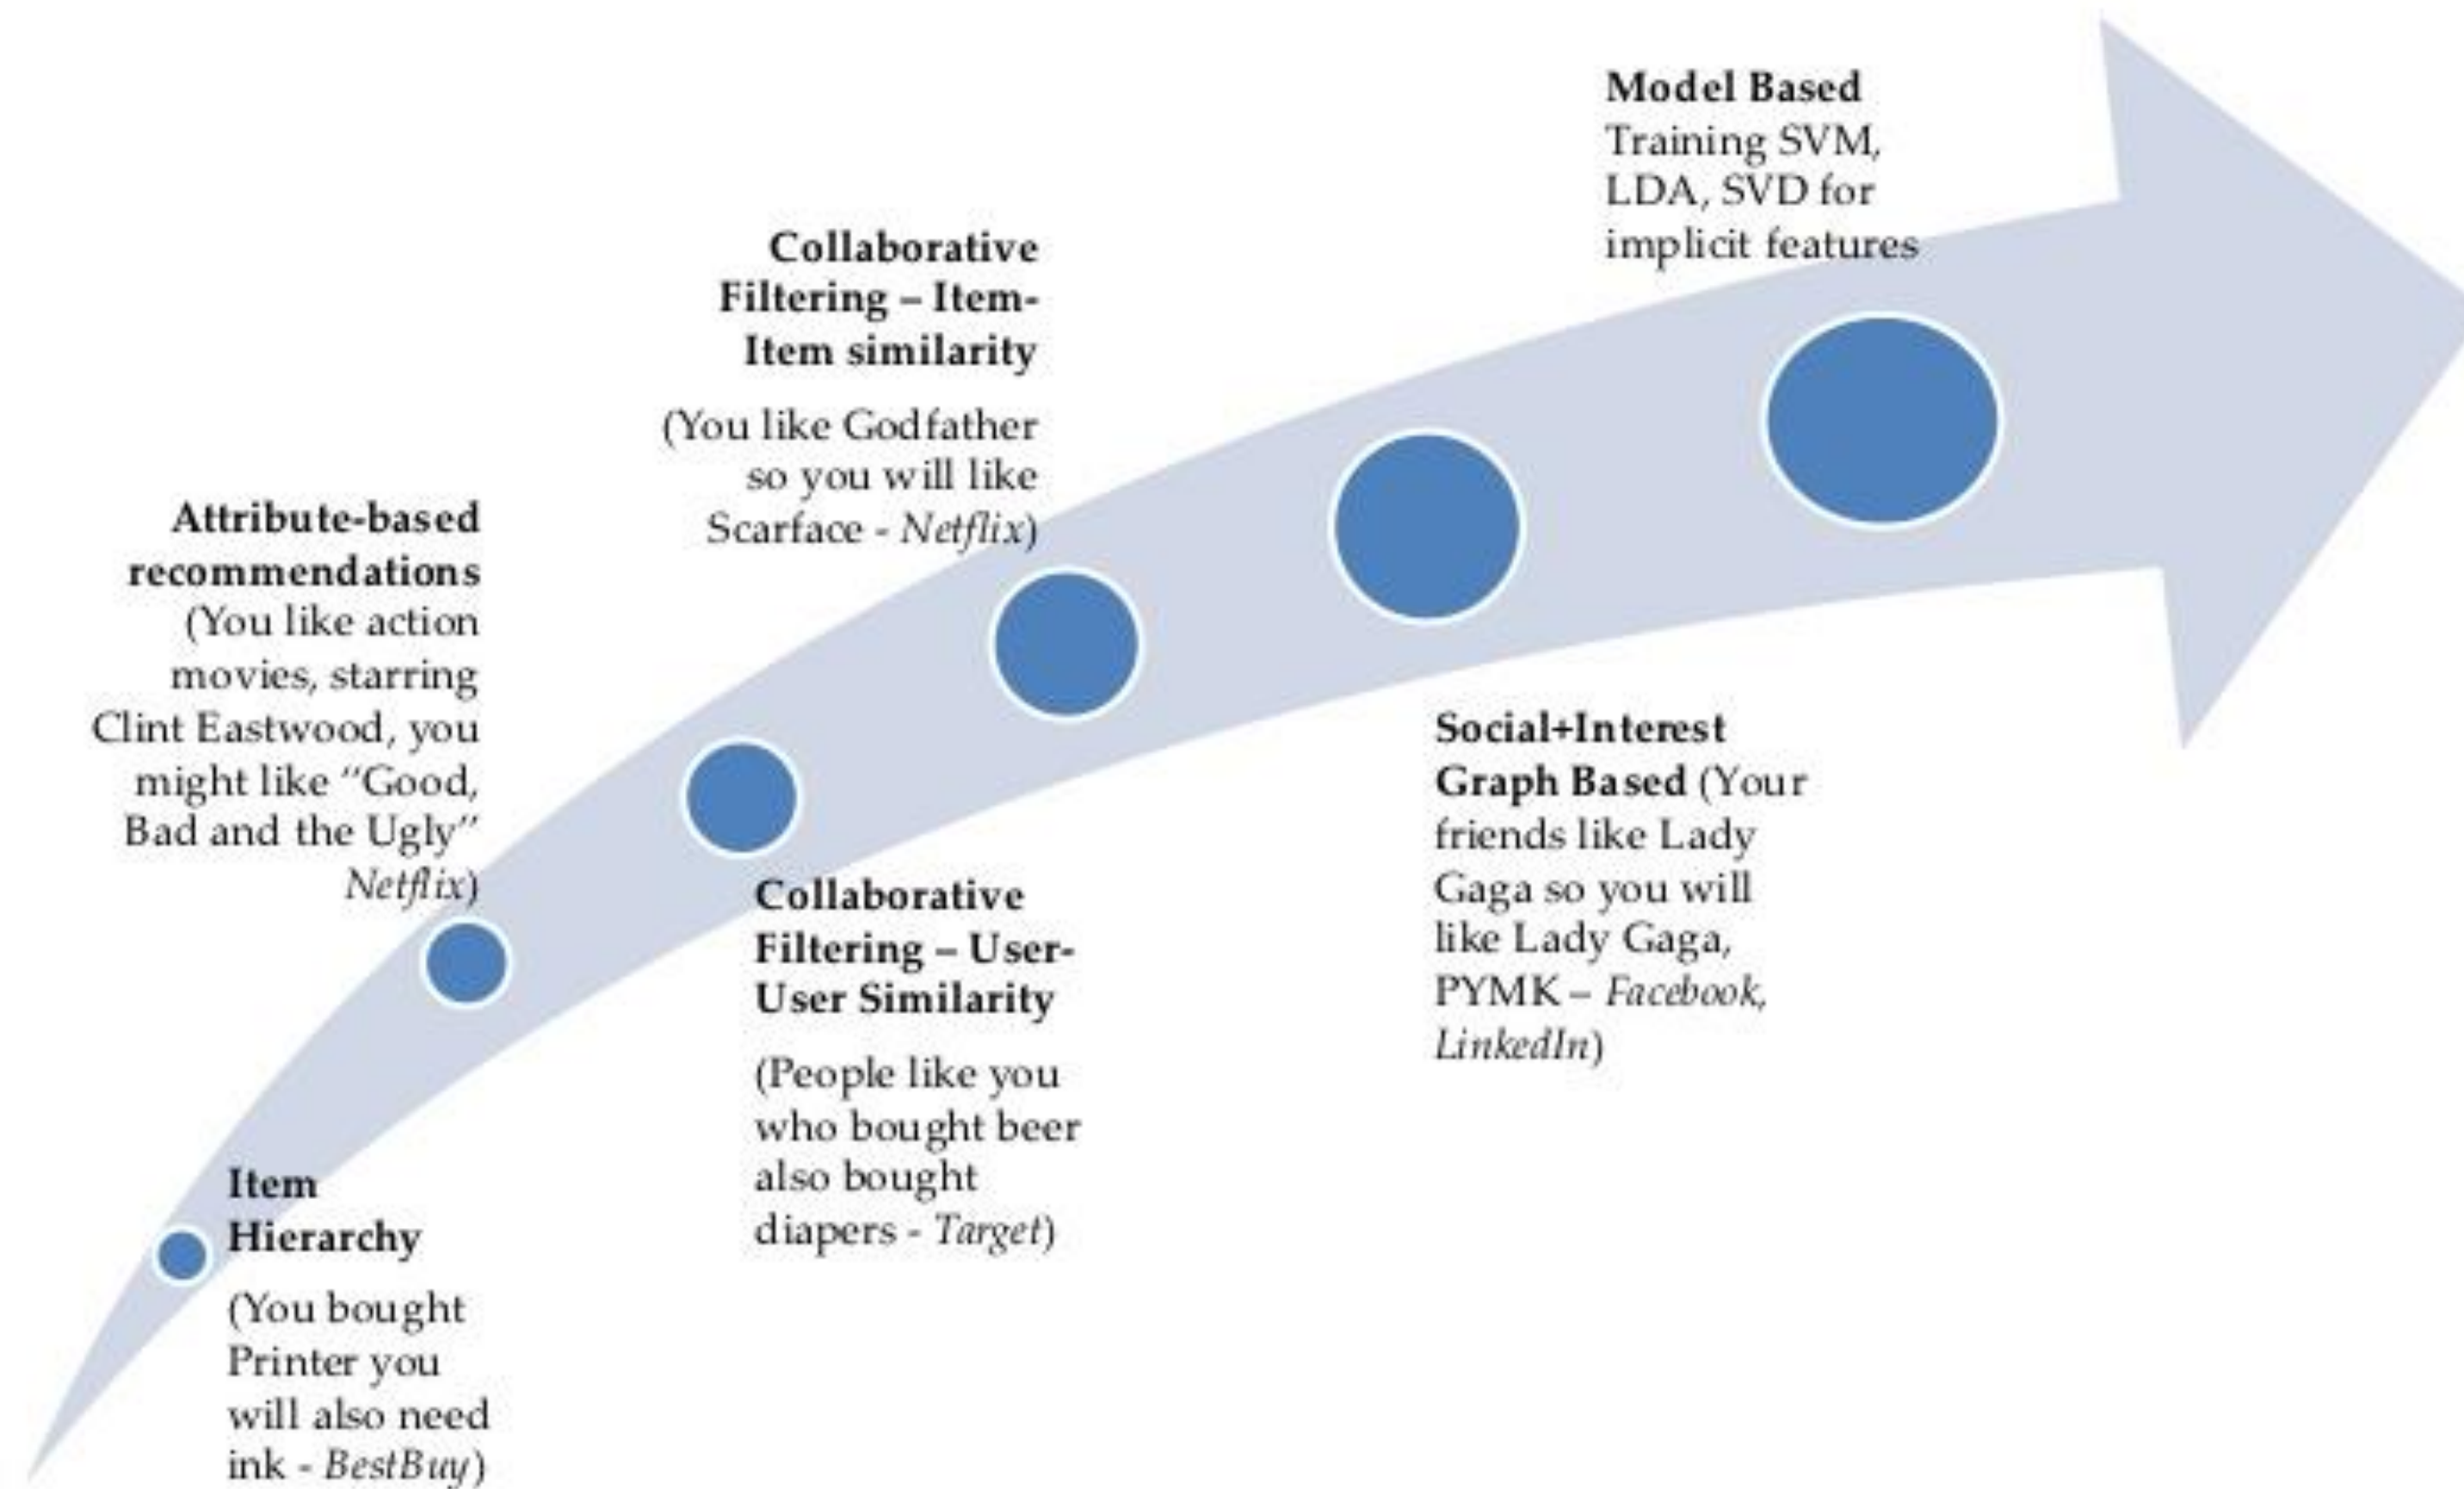 Model Based
Training SVM,
LDA, SVD for
implicit features
Collaborative
Filtering – Item-
Item similarity
(You like Godfather
so you will like
Scarface - Netflix)
Attribute-based
recommendations
(You like action
movies, starring
Clint Eastwood, you
might like “Good,
Bad and the Ugly”
Netflix)
Social+Interest
Graph Based (Your
friends like Lady
Gaga so you will
like Lady Gaga,
PYMK – Facebook,
LinkedIn)
Collaborative
Filtering – User-
User Similarity
(People like you
who bought beer
also bought
diapers - Target)
Item
Hierarchy
(You bought
Printer you
will also need
ink - BestBuy)